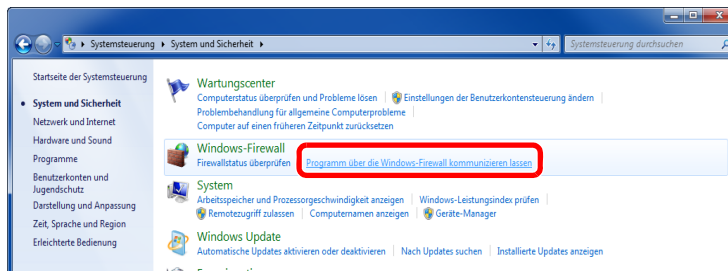 Systemsteuerung ▸ System und Sicherheit ▸
Systemsteuerung durchsuchen
Startseite der Systemsteuerung
System und Sicherheit
Netzwerk und Internet
Hardware und Sound
Programme
Benutzerkonten und
Jugendschutz
Darstellung und Anpassung
Zeit, Sprache und Region
Erleichterte Bedienung
Wartungscenter
Computerstatus überprüfen und Probleme lösen | Einstellungen der Benutzerkontensteuerung ändern
Problembehandlung für allgemeine Computerprobleme
Computer auf einen früheren Zeitpunkt zurücksetzen
Windows-Firewall
Firewallstatus überprüfen | Programm über die Windows-Firewall kommunizieren lassen
System
Arbeitsspeicher und Prozessorgeschwindigkeit anzeigen | Windows-Leistungsindex prüfen
Remotezugriff zulassen | Computernamen anzeigen | Geräte-Manager
Windows Update
Automatische Updates aktivieren oder deaktivieren | Nach Updates suchen | Installierte Updates anzeigen